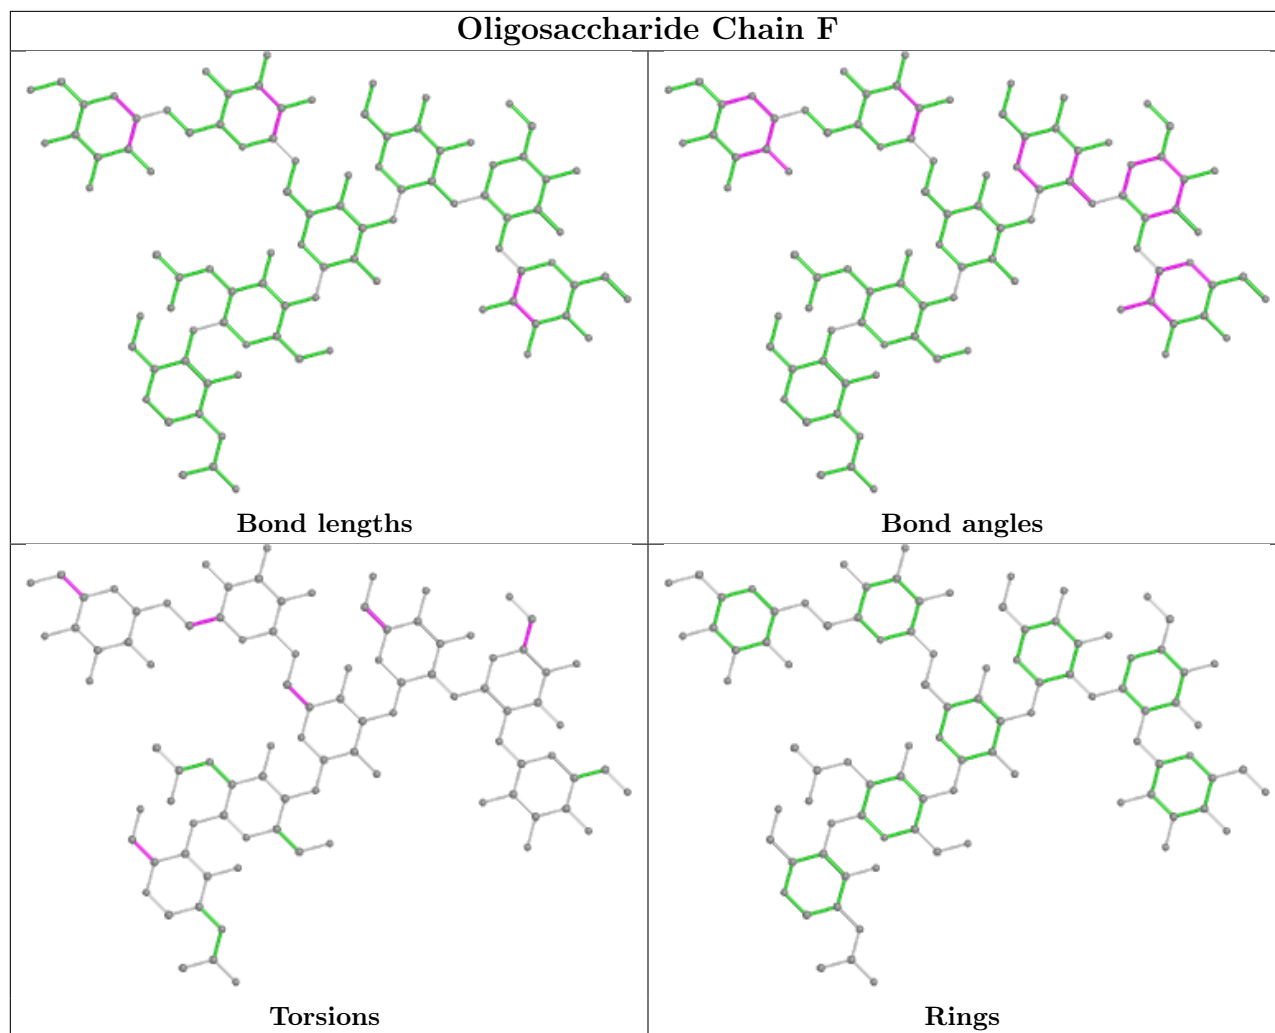 Oligosaccharide Chain F
Bond lengths
Bond angles
Torsions
Rings